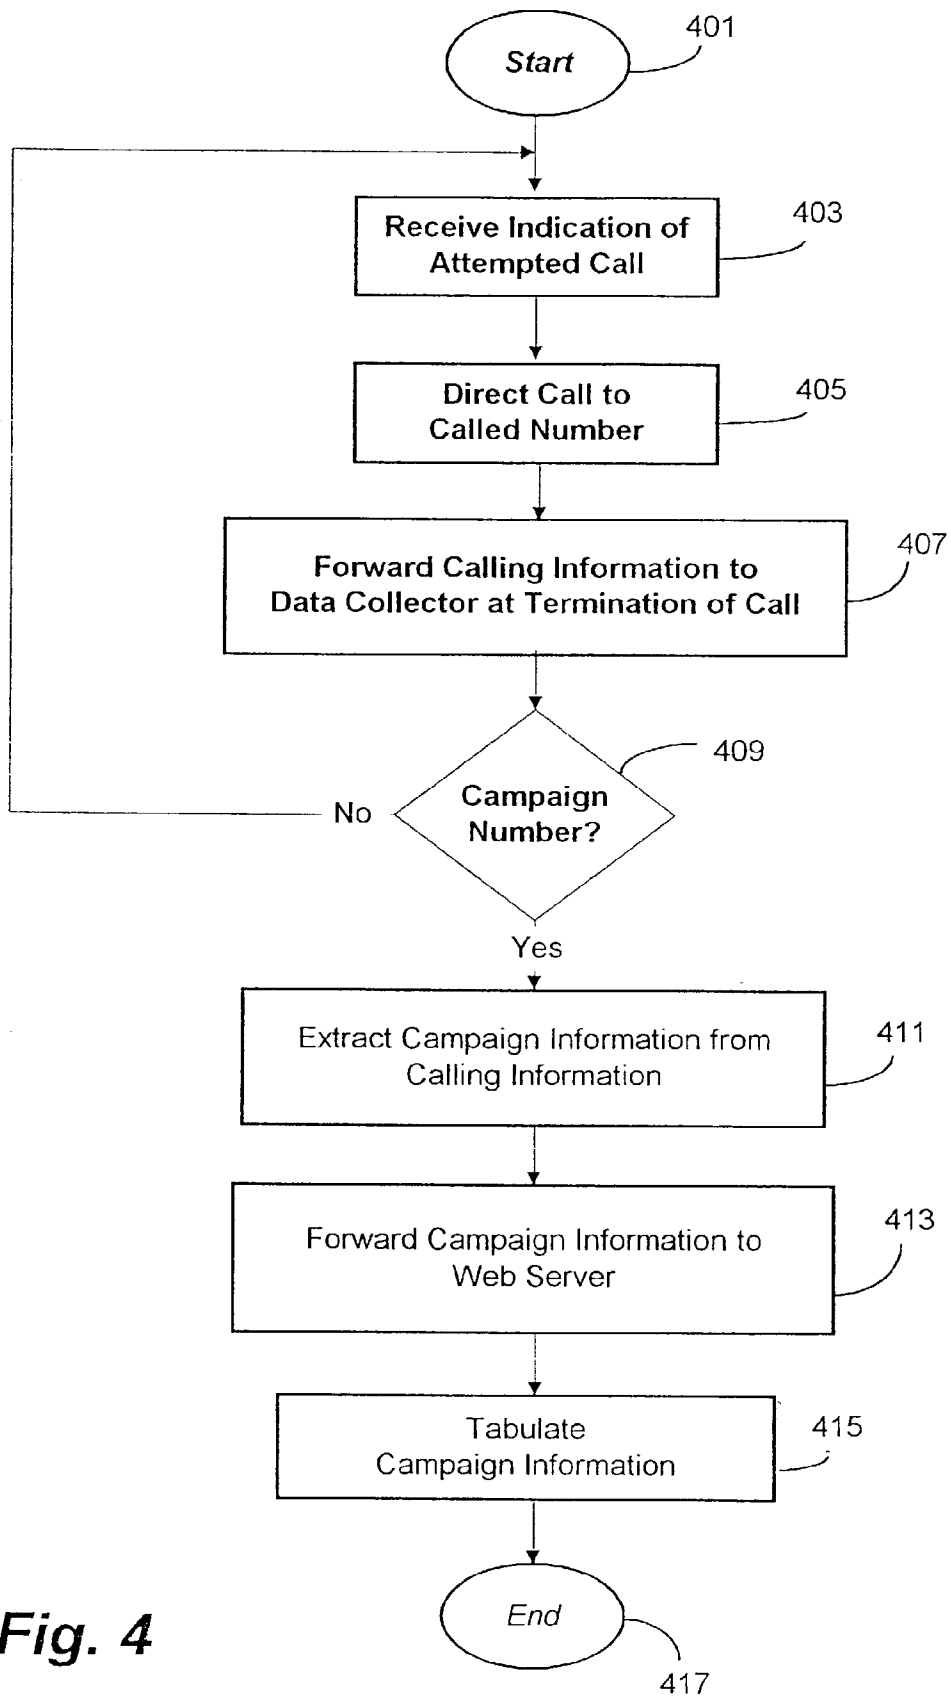 401
Start
403
Receive Indication of
Attempted Call
405
Direct Call to
Called Number
407
Forward Calling Information to
Data Collector at Termination of Call
409
Campaign
Number?
No
Yes
411
Extract Campaign Information from
Calling Information
413
Forward Campaign Information to
Web Server
415
Tabulate
Campaign Information
End
417
Fig. 4